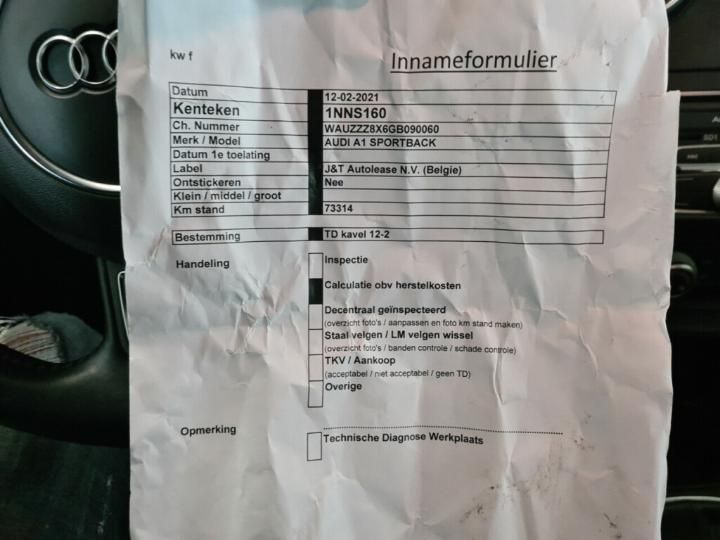 kw f
Innameformulier
Datum 12-02-2021
Kenteken 1NNS160
Ch. Nummer WAUZZZ8X6GB090060
Merk / Model AUDI A1 SPORTBACK
Datum 1e toelating
Label J&T Autolease N.V. (Belgie)
Ontstickeren Nee
Klein / middel / groot
Km stand 73314
Bestemming TD kavel 12-2
Handeling Inspectie
Calculatie obv herstelkosten
Decentraal geïnspecteerd
(overzicht foto's / aanpassen en foto km stand maken)
Staal velgen / LM velgen wissel
(overzicht foto's / banden controle / schade controle)
TKV / Aankoop
(acceptabel / niet acceptabel / geen TD)
Overige
Opmerking
Technische Diagnose Werkplaats